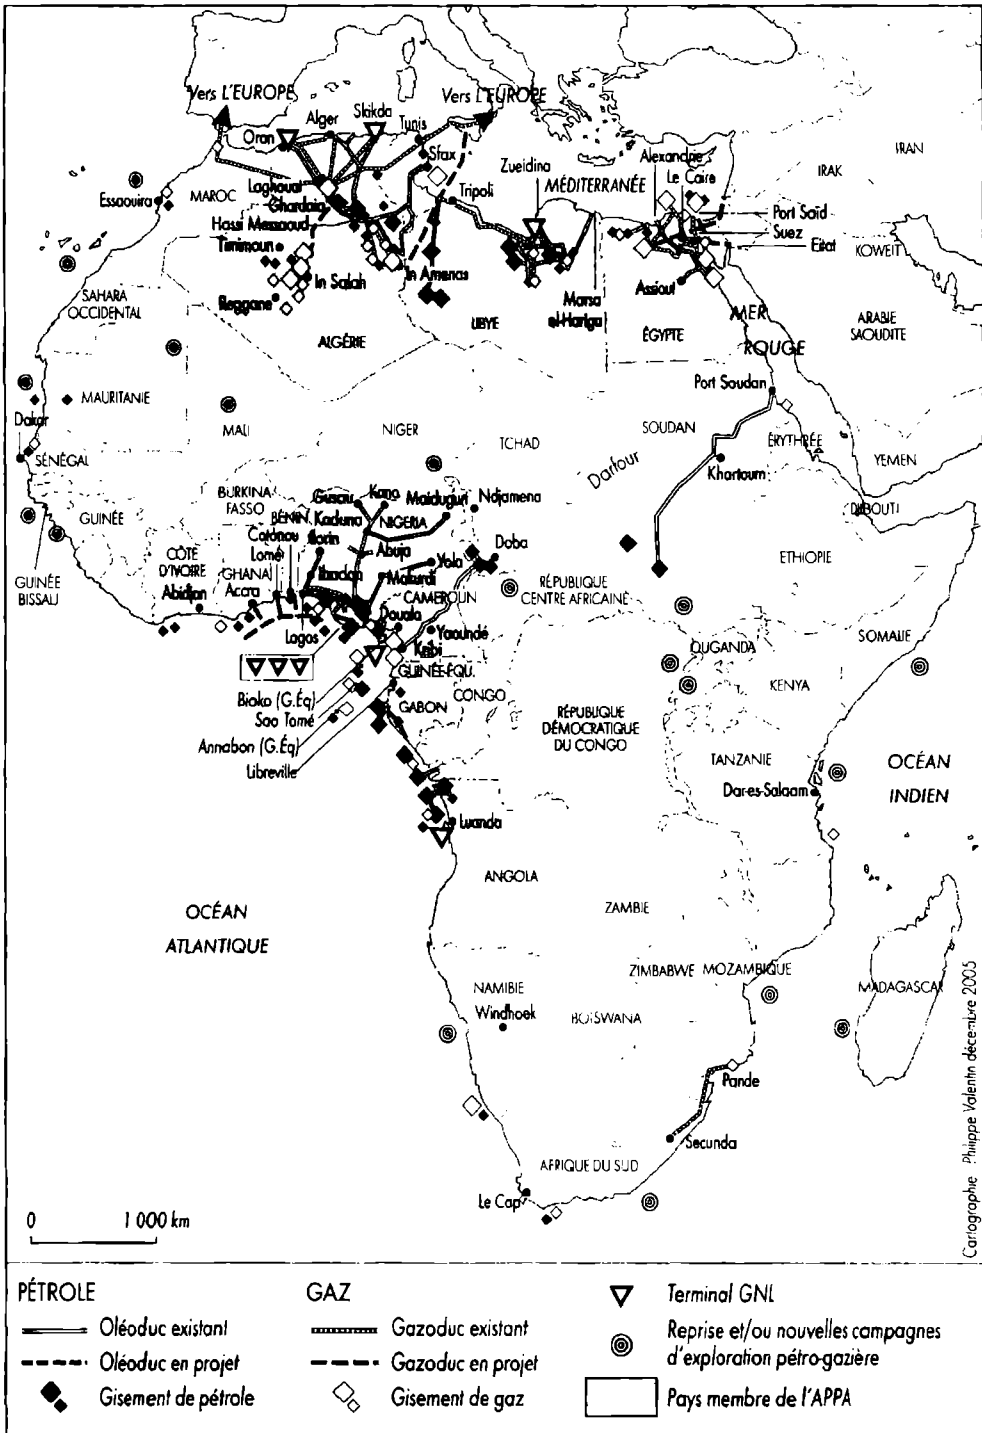 Vers L'EUROPE
Vers L'EUROPE
Oran
Alger
Skikda
Tunis
Sfax
Zueïdina
Alexandrie
Le Caire
IRAN
IRAK
MÉDITERRANÉE
Essaouira
MAROC
Laghouat
Ghardaia
Tripoli
Port Saïd
Suez
Eilat
KOWEIT
Hassi Messaoud
Timimoun
In Salah
In Amenas
Reggane
Marsa
el-Hariga
Assiout
SAHARA
OCCIDENTAL
ALGÉRIE
LIBYE
ÉGYPTE
MER
ROUGE
ARABIE
SAOUDITE
Port Soudan
MAURITANIE
Dakar
SÉNÉGAL
MALI
NIGER
TCHAD
SOUDAN
Darfour
Khartoum
ÉRYTHRÉE
YEMEN
DJIBOUTI
BURKINA
FASSO
Gusau
Kano
Maiduguri
Ndjamena
GUINÉE
BÉNIN
Kaduna
NIGERIA
Cotonou
Ilorin
Lomé
Abuja
Doba
ETHIOPIE
GUINÉE
BISSAU
CÔTE
D'IVOIRE
Abidjan
GHANA
Accra
Ibadan
Makurdi
Yola
CAMEROUN
RÉPUBLIQUE
CENTRE AFRICAINE
Lagos
Douala
Yaoundé
Kribi
OUGANDA
SOMALIE
GUINÉE-ÉQU.
KENYA
Bioko (G.Éq)
Sao Tomé
CONGO
GABON
Annabon (G.Éq)
Libreville
RÉPUBLIQUE
DÉMOCRATIQUE
DU CONGO
TANZANIE
Dar-es-Salaam
OCÉAN
INDIEN
Luanda
ANGOLA
OCÉAN
ATLANTIQUE
ZAMBIE
ZIMBABWE
MOZAMBIQUE
NAMIBIE
MADAGASCAR
Windhoek
BOTSWANA
Pande
Secunda
AFRIQUE DU SUD
Le Cap
0 1 000 km
Cartographie Philippe Valentin décembre 2005
PÉTROLE
Oléoduc existant
Oléoduc en projet
Gisement de pétrole
GAZ
Gazoduc existant
Gazoduc en projet
Gisement de gaz
Terminal GNL
Reprise et/ou nouvelles campagnes
d'exploration pétro-gazière
Pays membre de l'APPA